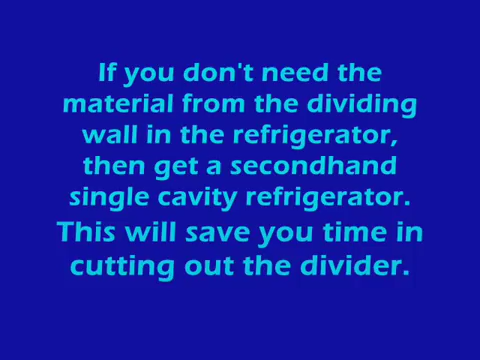 If you don't need the
material from the dividing
wall in the refrigerator,
then get a secondhand
single cavity refrigerator.
This will save you time in
cutting out the divider.